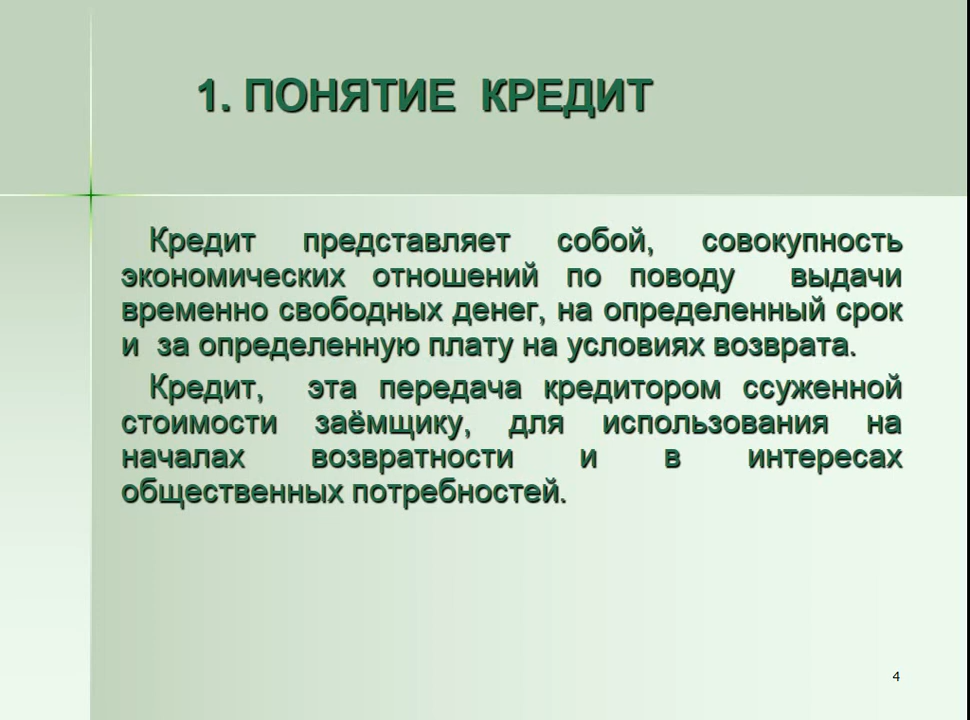 1. ПОНЯТИЕ КРЕДИТ
Кредит представляет собой, совокупность
экономических отношений по поводу выдачи
временно свободных денег, на определенный срок
и за определенную плату на условиях возврата.
Кредит, эта передача кредитором ссуженной
стоимости заёмщику, для использования на
началах возвратности и в интересах
общественных потребностей.
4